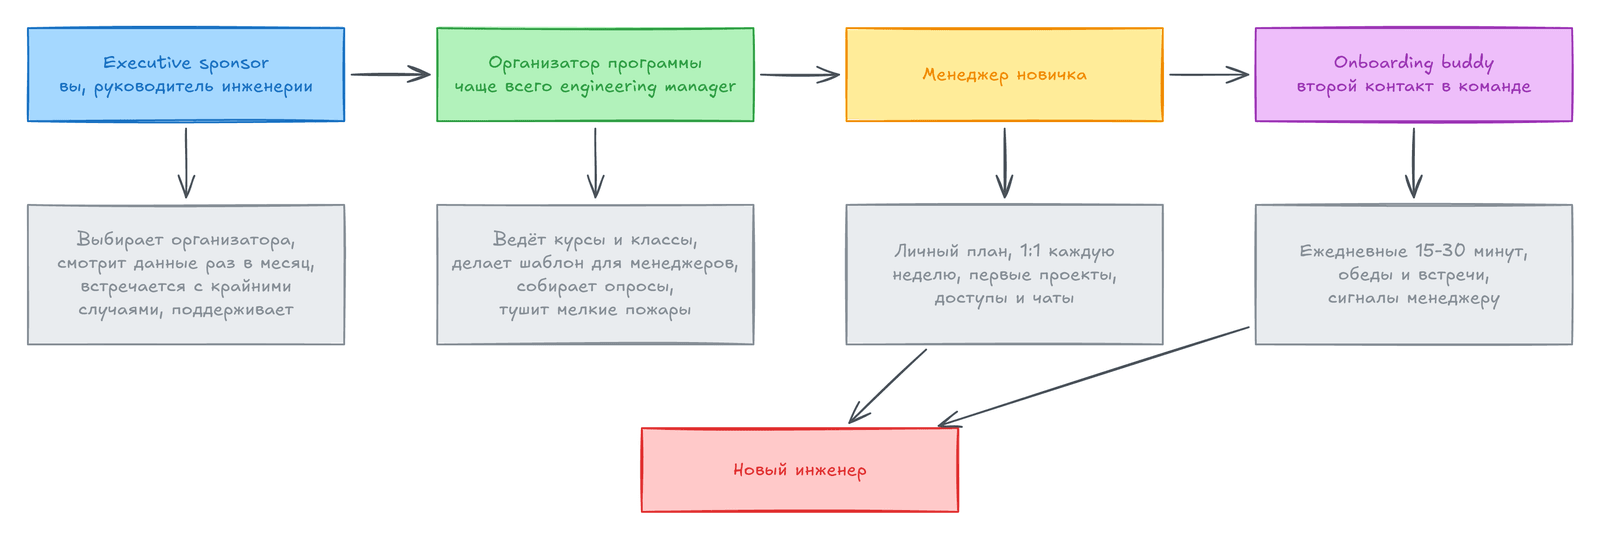 Executive sponsor
вы, руководитель инженерии
Организатор программы
чаще всего engineering manager
Менеджер новичка
Onboarding buddy
второй контакт в команде
Выбирает организатора,
смотрит данные раз в месяц,
встречается с крайними
случаями, поддерживает
Ведёт курсы и классы,
делает шаблон для менеджеров,
собирает опросы,
тушит мелкие пожары
Личный план, 1:1 каждую
неделю, первые проекты,
доступы и чаты
Ежедневные 15-30 минут,
обеды и встречи,
сигналы менеджеру
Новый инженер